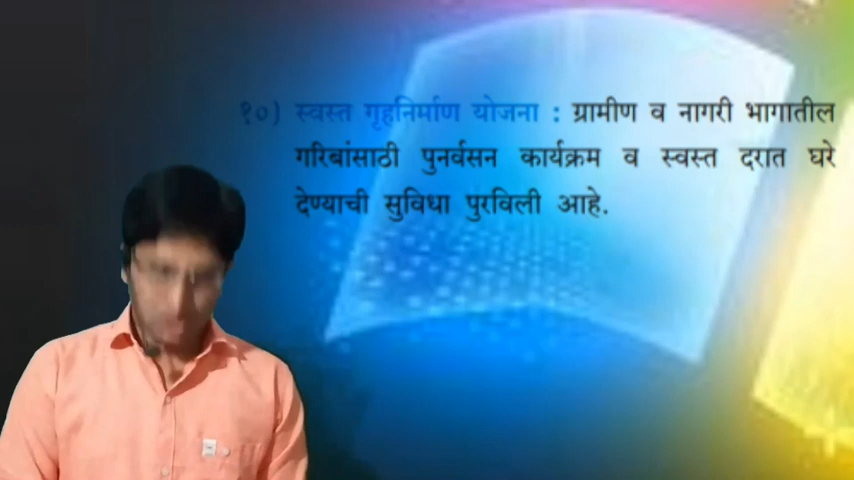 १०) स्वस्त गृहनिर्माण योजना : ग्रामीण व नागरी भागातील
गरिबांसाठी पुनर्वसन कार्यक्रम व स्वस्त दरात घरे
देण्याची सुविधा पुरविली आहे.